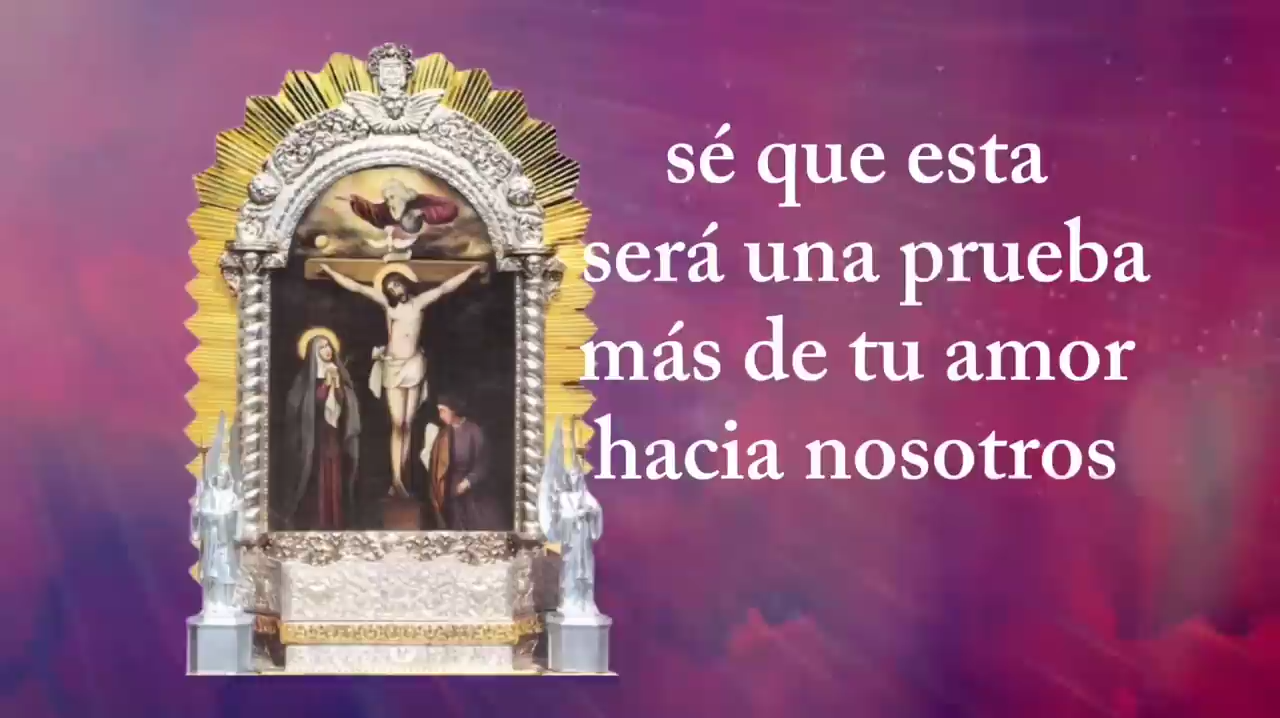 sé que esta
será una prueba
más de tu amor
hacia nosotros